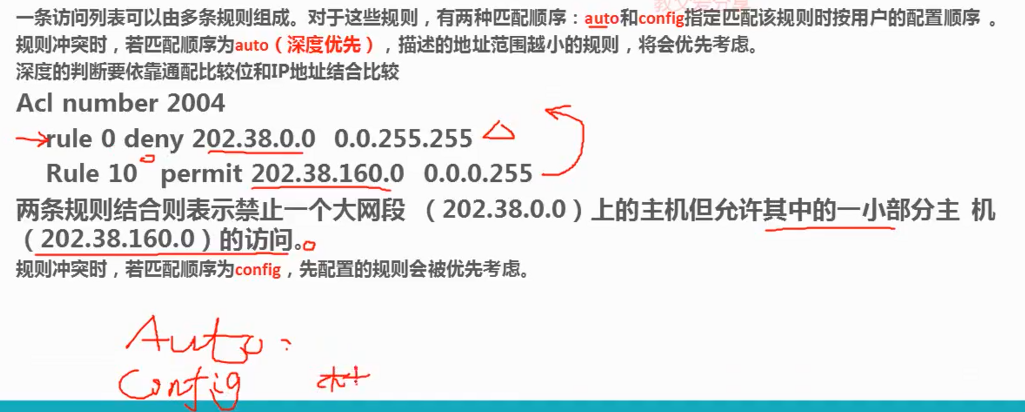 一条访问列表可以由多条规则组成。对于这些规则，有两种匹配顺序：auto和config指定匹配该规则时按用户的配置顺序 。
规则冲突时，若匹配顺序为auto（深度优先），描述的地址范围越小的规则，将会优先考虑。
深度的判断要依靠通配比较位和IP地址结合比较
Acl number 2004
rule 0 deny 202.38.0.0 0.0.255.255
Rule 10 permit 202.38.160.0 0.0.0.255
两条规则结合则表示禁止一个大网段 （202.38.0.0）上的主机但允许其中的一小部分主 机
（202.38.160.0）的访问。
规则冲突时，若匹配顺序为config，先配置的规则会被优先考虑。
Auto：
Config